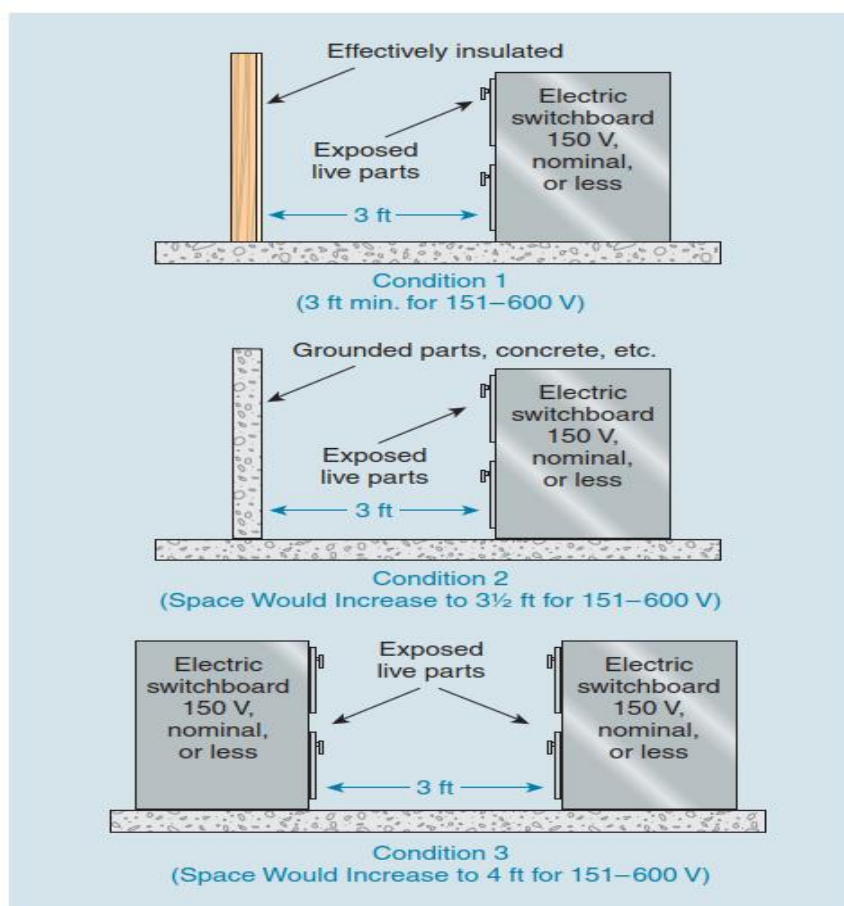 Effectively insulated
Exposed
live parts
Electric
switchboard
150 V,
nominal,
or less
3 ft
Condition 1
(3 ft min. for 151–600 V)
Grounded parts, concrete, etc.
Exposed
live parts
Electric
switchboard
150 V,
nominal,
or less
3 ft
Condition 2
(Space Would Increase to 3½ ft for 151–600 V)
Electric
switchboard
150 V,
nominal,
or less
Exposed
live parts
Electric
switchboard
150 V,
nominal,
or less
3 ft
Condition 3
(Space Would Increase to 4 ft for 151–600 V)